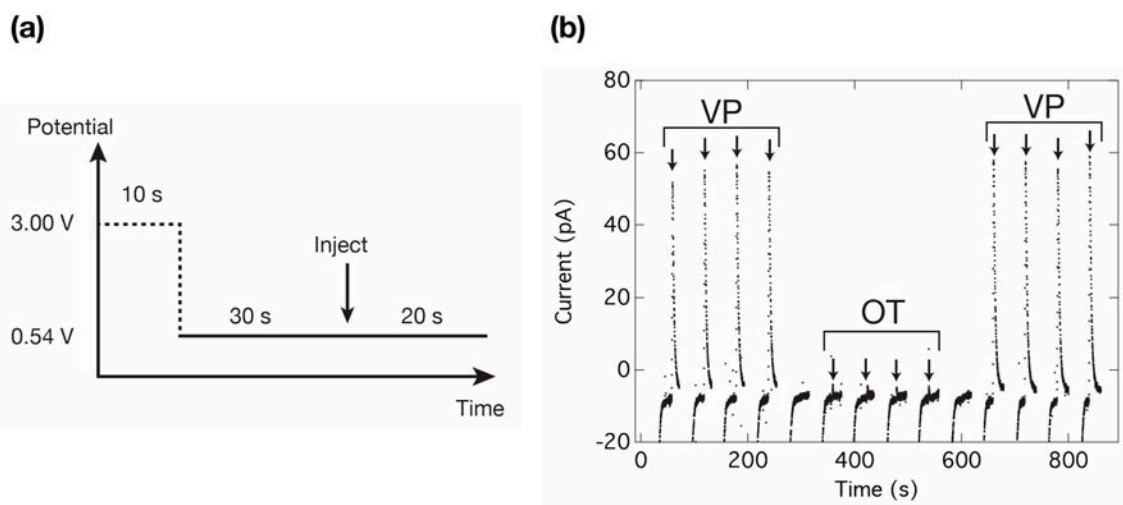 (a)
Potential
10 s
3.00 V
Inject
30 s
20 s
0.54 V
Time
(b)
80
60
40
20
0
-20
Current (pA)
VP
OT
VP
0
200
400
600
800
Time (s)